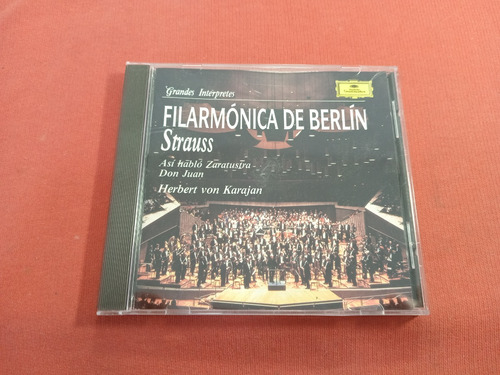 Grandes Intérpretes
FILARMÓNICA DE BERLÍN
Strauss
Así habló Zaratustra
Don Juan
Herbert von Karajan